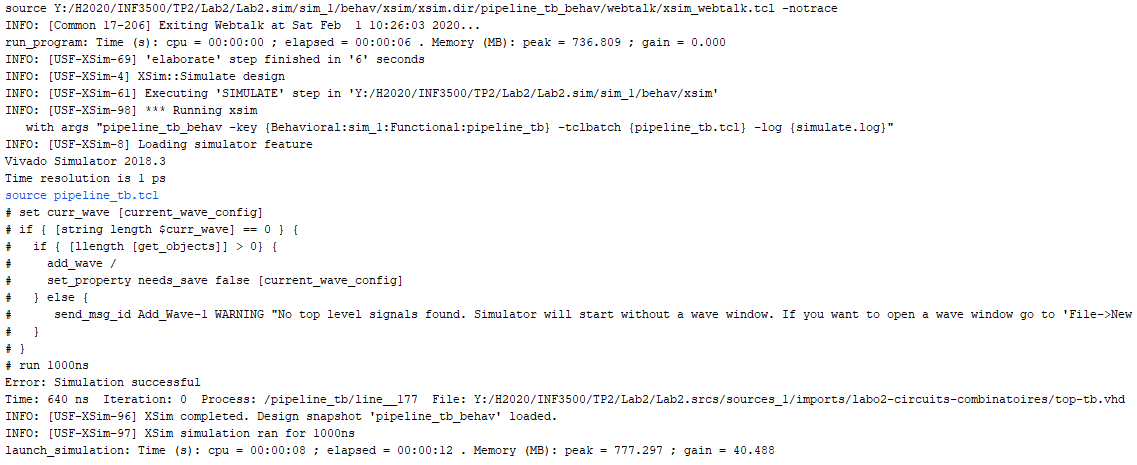 source Y:/H2020/INF3500/TP2/Lab2/Lab2.sim/sim_1/behav/xsim/xsim.dir/pipeline_tb_behav/webtalk/xsim_webtalk.tcl -notrace
INFO: [Common 17-206] Exiting Webtalk at Sat Feb  1 10:26:03 2020...
run_program: Time (s): cpu = 00:00:00 ; elapsed = 00:00:06 . Memory (MB): peak = 736.809 ; gain = 0.000
INFO: [USF-XSim-69] 'elaborate' step finished in '6' seconds
INFO: [USF-XSim-4] XSim::Simulate design
INFO: [USF-XSim-61] Executing 'SIMULATE' step in 'Y:/H2020/INF3500/TP2/Lab2/Lab2.sim/sim_1/behav/xsim'
INFO: [USF-XSim-98] *** Running xsim
   with args "pipeline_tb_behav -key {Behavioral:sim_1:Functional:pipeline_tb} -tclbatch {pipeline_tb.tcl} -log {simulate.log}"
INFO: [USF-XSim-8] Loading simulator feature
Vivado Simulator 2018.3
Time resolution is 1 ps
source pipeline_tb.tcl
# set curr_wave [current_wave_config]
# if { [string length $curr_wave] == 0 } {
#   if { [llength [get_objects]] > 0} {
#     add_wave /
#     set_property needs_save false [current_wave_config]
#   } else {
#      send_msg_id Add_Wave-1 WARNING "No top level signals found. Simulator will start without a wave window. If you want to open a wave window go to 'File->New
#   }
# }
# run 1000ns
Error: Simulation successful
Time: 640 ns  Iteration: 0  Process: /pipeline_tb/line__177  File: Y:/H2020/INF3500/TP2/Lab2/Lab2.srcs/sources_1/imports/labo2-circuits-combinatoires/top-tb.vhd
INFO: [USF-XSim-96] XSim completed. Design snapshot 'pipeline_tb_behav' loaded.
INFO: [USF-XSim-97] XSim simulation ran for 1000ns
launch_simulation: Time (s): cpu = 00:00:08 ; elapsed = 00:00:12 . Memory (MB): peak = 777.297 ; gain = 40.488